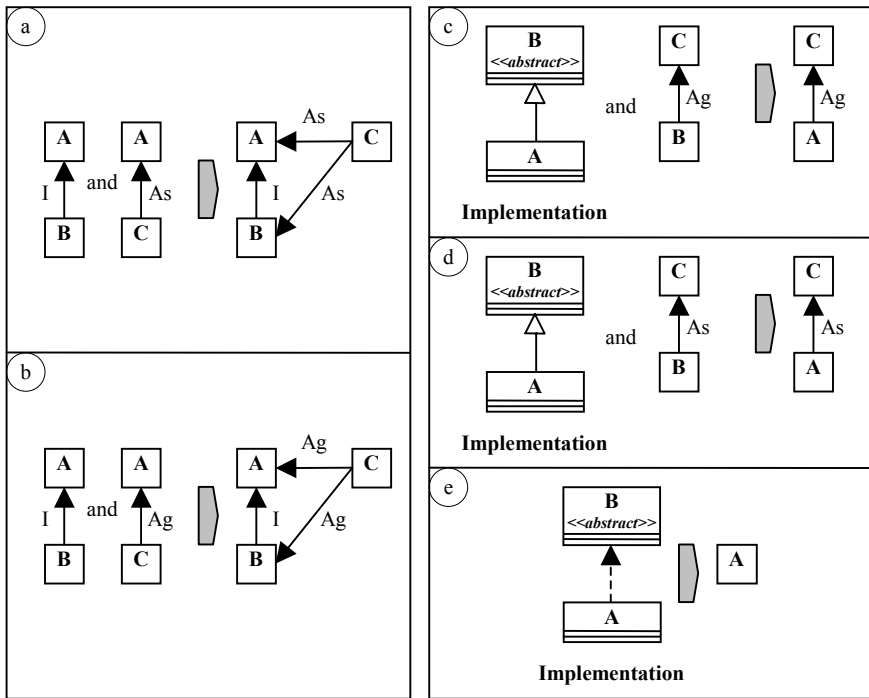 a
A A A As C
I and As I As
B C B
b
A A A Ag C
I and Ag I Ag
B C B
c
B
<<abstract>>
C C
and Ag Ag
A B A
Implementation
d
B
<<abstract>>
C C
and As As
A B A
Implementation
e
B
<<abstract>>
A
A
Implementation